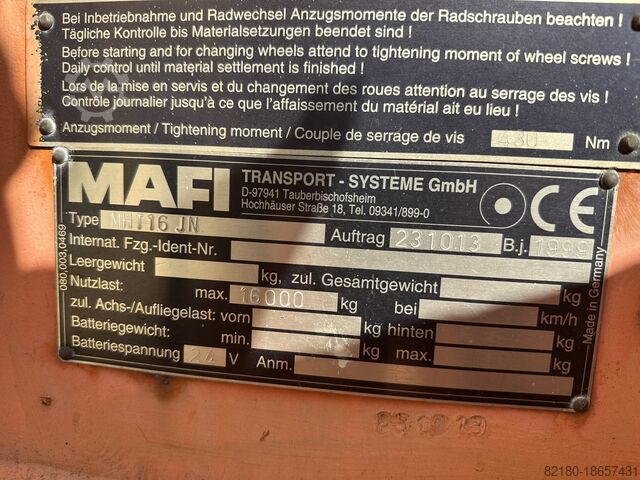 Bei Inbetriebnahme und Radwechsel Anzugsmomente der Radschrauben beachten !
Tägliche Kontrolle bis Materialsetzungen beendet sind !
Before starting and for changing wheels attend to tightening moment of wheel screws !
Daily control until material settlement is finished !
Lors de la mise en servis et du changement des roues attention au serrage des vis !
Contrôle journalier jusqu'à ce que l'affaissement du matérial ait eu lieu !
Anzugsmoment / Tightening moment / Couple de serrage de vis 430 Nm
MAFI TRANSPORT - SYSTEME GmbH
D-97941 Tauberbischofsheim
Hochhäuser Straße 18, Tel. 09341/899-0
CE
Type MHT16 JN Auftrag 231013 B.j. 1999
Internat. Fzg.-Ident-Nr.
Leergewicht kg, zul. Gesamtgewicht kg
Nutzlast: max. 16000 kg bei km/h
zul. Achs-/Aufliegelast: vorn kg hinten kg
Batteriegewicht: min. kg max. kg
Batteriespannung 24 V Anm.
080.003.0469
Made in Germany
82180-18657431